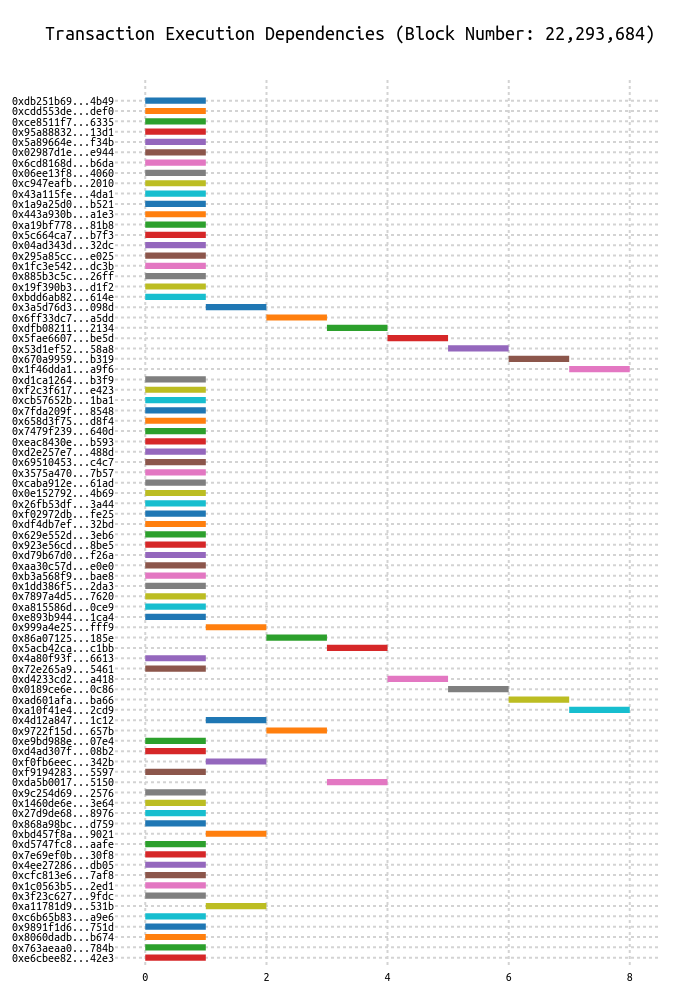 Transaction Execution Dependencies (Block Number: 22,293,684)
0xdb251b69...4b49
0xcdd553de...def0
0xce8511f7...6335
0x95a88832...13d1
0x5a89664e...f34b
0x02987d1e...e944
0x6cd8168d...b6da
0x06ee13f8...4060
0xc947eafb...2010
0x43a115fe...4da1
0x1a9a25d0...b521
0x443a930b...a1e3
0xa19bf778...81b8
0x5c664ca7...b7f3
0x04ad343d...32dc
0x295a85cc...e025
0x1fc3e542...dc3b
0x885b3c5c...26ff
0x19f390b3...d1f2
0xbdd6ab82...614e
0x3a5d76d3...098d
0x6ff33dc7...a5dd
0xdfb08211...2134
0x5fae6607...be5d
0x53d1ef52...58a8
0x670a9959...b319
0x1f46dda1...a9f6
0xd1ca1264...b3f9
0xf2c3f617...e423
0xcb57652b...1ba1
0x7fda209f...8548
0x658d3f75...d8f4
0x7479f239...640d
0xeac8430e...b593
0xd2e257e7...488d
0x69510453...c4c7
0x3575a470...7b57
0xcaba912e...61ad
0x0e152792...4b69
0x26fb53df...3a44
0xf02972db...fe25
0xdf4db7ef...32bd
0x629e552d...3eb6
0x923e56cd...8be5
0xd79b67d0...f26a
0xaa30c57d...e0e0
0xb3a568f9...bae8
0x1dd386f5...2da3
0x7897a4d5...7620
0xa815586d...0ce9
0xe893b944...1ca4
0x999a4e25...fff9
0x86a07125...185e
0x5acb42ca...c1bb
0x4a80f93f...6613
0x72e265a9...5461
0xd4233cd2...a418
0x0189ce6e...0c86
0xad601afa...ba66
0xa10f41e4...2cd9
0x4d12a847...1c12
0x9722f15d...657b
0xe9bd988e...07e4
0xd4ad307f...08b2
0xf0fb6eec...342b
0xf9194283...5597
0xda5b0017...5150
0x9c254d69...2576
0x1460de6e...3e64
0x27d9de68...8976
0x868a98bc...d759
0xbd457f8a...9021
0xd5747fc8...aafe
0x7e69ef0b...30f8
0x4ee27286...db05
0xcfc813e6...7af8
0x1c0563b5...2ed1
0x3f23c627...9fdc
0xa11781d9...531b
0xc6b65b83...a9e6
0x9891f1d6...751d
0x8060dadb...b674
0x763aeaa0...784b
0xe6cbee82...42e3
0 2 4 6 8